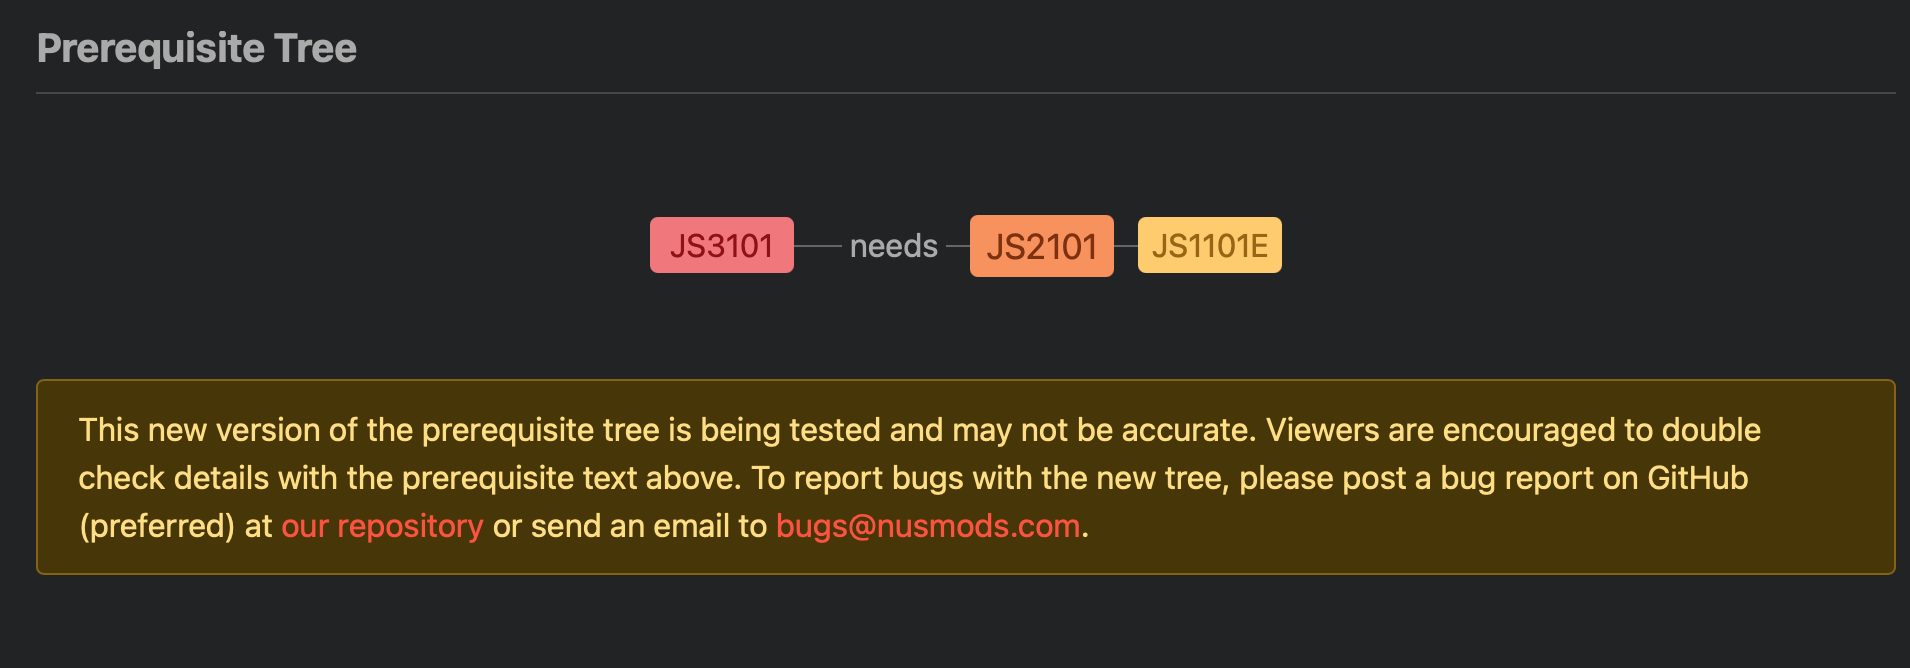 Prerequisite Tree
JS3101 needs JS2101 JS1101E
This new version of the prerequisite tree is being tested and may not be accurate. Viewers are encouraged to double
check details with the prerequisite text above. To report bugs with the new tree, please post a bug report on GitHub
(preferred) at our repository or send an email to bugs@nusmods.com.